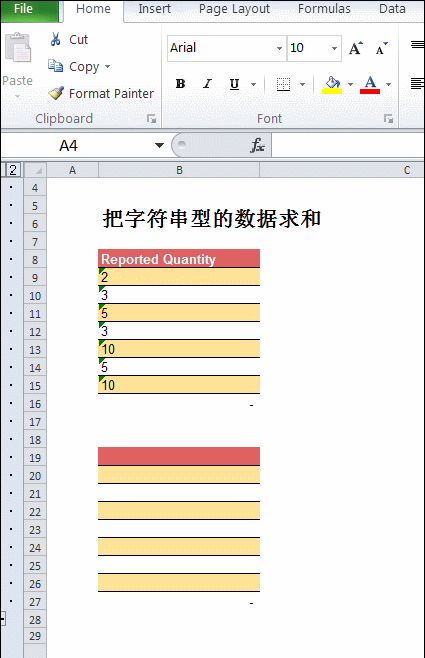 File Home Insert Page Layout Formulas Data
Paste
Cut
Copy
Format Painter
Clipboard
Arial 10 A A
B I U A
Font
A4 fx
2 A B C
4
5
6 把字符串型的数据求和
7
8 Reported Quantity
9 2
10 3
11 5
12 3
13 10
14 5
15 10
16 -
17
18
19
20
21
22
23
24
25
26
27 -
28
29